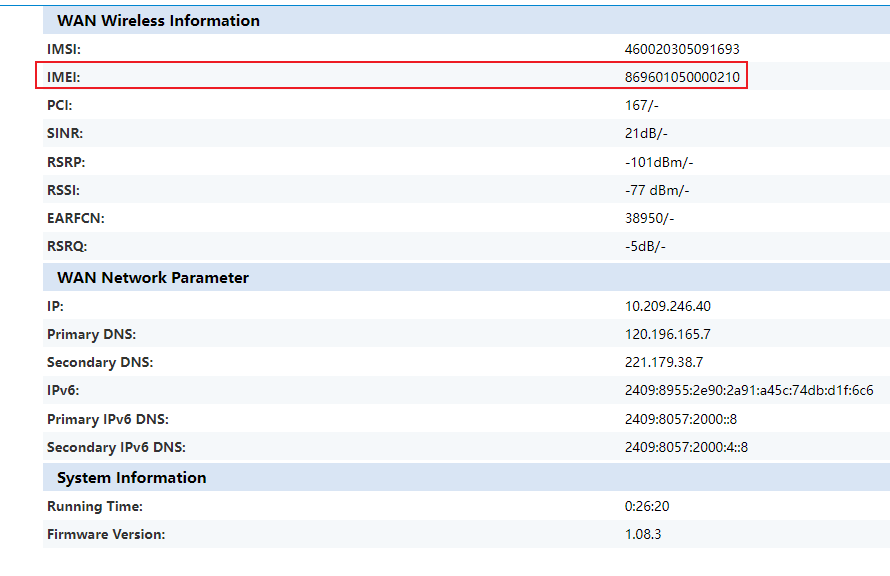 WAN Wireless Information
IMSI: 460020305091693
IMEI: 869601050000210
PCI: 167/-
SINR: 21dB/-
RSRP: -101dBm/-
RSSI: -77 dBm/-
EARFCN: 38950/-
RSRQ: -5dB/-
WAN Network Parameter
IP: 10.209.246.40
Primary DNS: 120.196.165.7
Secondary DNS: 221.179.38.7
IPv6: 2409:8955:2e90:2a91:a45c:74db:d1f:6c6
Primary IPv6 DNS: 2409:8057:2000::8
Secondary IPv6 DNS: 2409:8057:2000:4::8
System Information
Running Time: 0:26:20
Firmware Version: 1.08.3